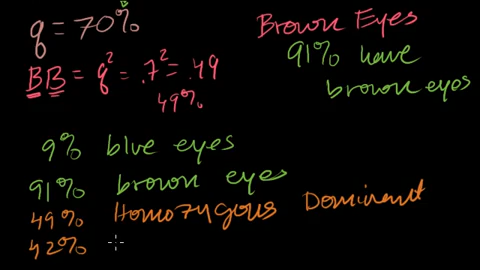 q = 70%
BB = q² = .7² = .49
49%
Brown Eyes
91% have
brown eyes
9% blue eyes
91% brown eyes
49% Homozygous Dominant
42%